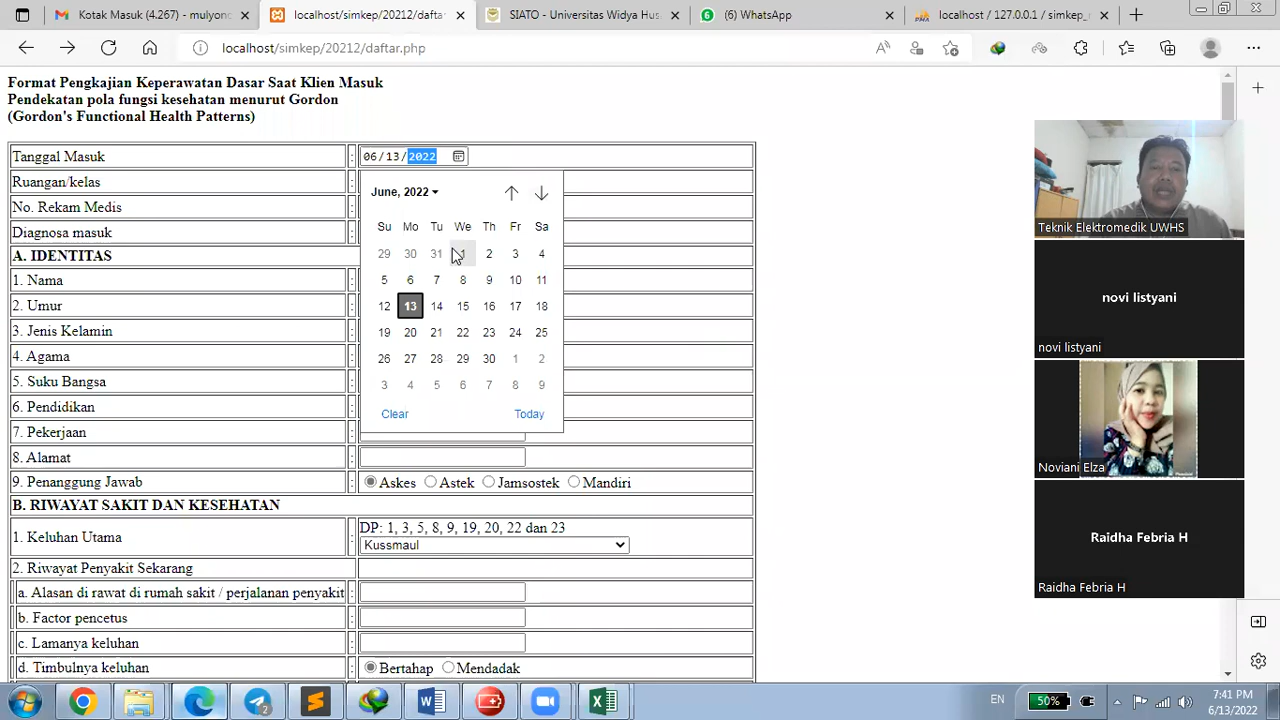 Kotak Masuk (4.267) - mulyono
localhost/simkep/20212/daftar
SIATO - Universitas Widya Hus
(6) WhatsApp
localhost / 127.0.0.1 / simkep_
localhost/simkep/20212/daftar.php
Format Pengkajian Keperawatan Dasar Saat Klien Masuk
Pendekatan pola fungsi kesehatan menurut Gordon
(Gordon's Functional Health Patterns)
Tanggal Masuk : 06/13/2022
Ruangan/kelas :
No. Rekam Medis :
Diagnosa masuk :
June, 2022
Su Mo Tu We Th Fr Sa
29 30 31 1 2 3 4
5 6 7 8 9 10 11
12 13 14 15 16 17 18
19 20 21 22 23 24 25
26 27 28 29 30 1 2
3 4 5 6 7 8 9
Clear Today
A. IDENTITAS :
1. Nama :
2. Umur :
3. Jenis Kelamin :
4. Agama :
5. Suku Bangsa :
6. Pendidikan :
7. Pekerjaan :
8. Alamat :
9. Penanggung Jawab : Askes Astek Jamsostek Mandiri
B. RIWAYAT SAKIT DAN KESEHATAN
1. Keluhan Utama : DP: 1, 3, 5, 8, 9, 19, 20, 22 dan 23
Kussmaul
2. Riwayat Penyakit Sekarang :
a. Alasan di rawat di rumah sakit / perjalanan penyakit :
b. Factor pencetus :
c. Lamanya keluhan :
d. Timbulnya keluhan : Bertahap Mendadak
Teknik Elektromedik UWHS
novi listyani
novi listyani
Noviani Elza
Raidha Febria H
Raidha Febria H
EN
50%
7:41 PM
6/13/2022